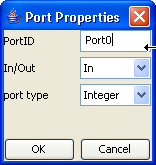 Port Properties
PortID Port0
In/Out In
port type Integer
OK Cancel